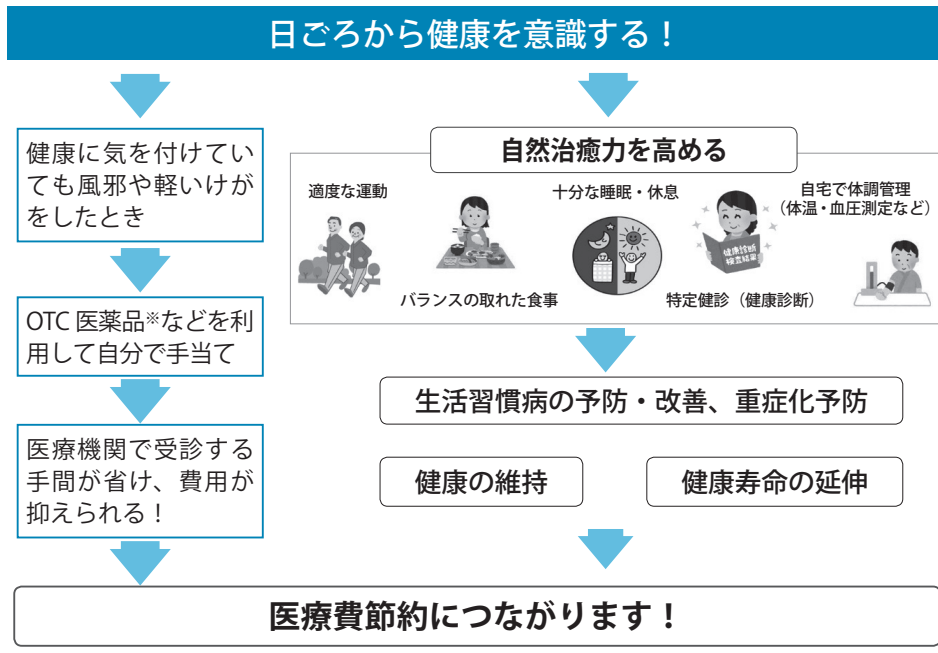 日ごろから健康を意識する！
健康に気を付けてい
ても風邪や軽いけが
をしたとき
OTC 医薬品※などを利
用して自分で手当て
医療機関で受診する
手間が省け、費用が
抑えられる！
自然治癒力を高める
適度な運動
バランスの取れた食事
十分な睡眠・休息
健康診断
検査結果
特定健診（健康診断）
自宅で体調管理
（体温・血圧測定など）
生活習慣病の予防・改善、重症化予防
健康の維持
健康寿命の延伸
医療費節約につながります！